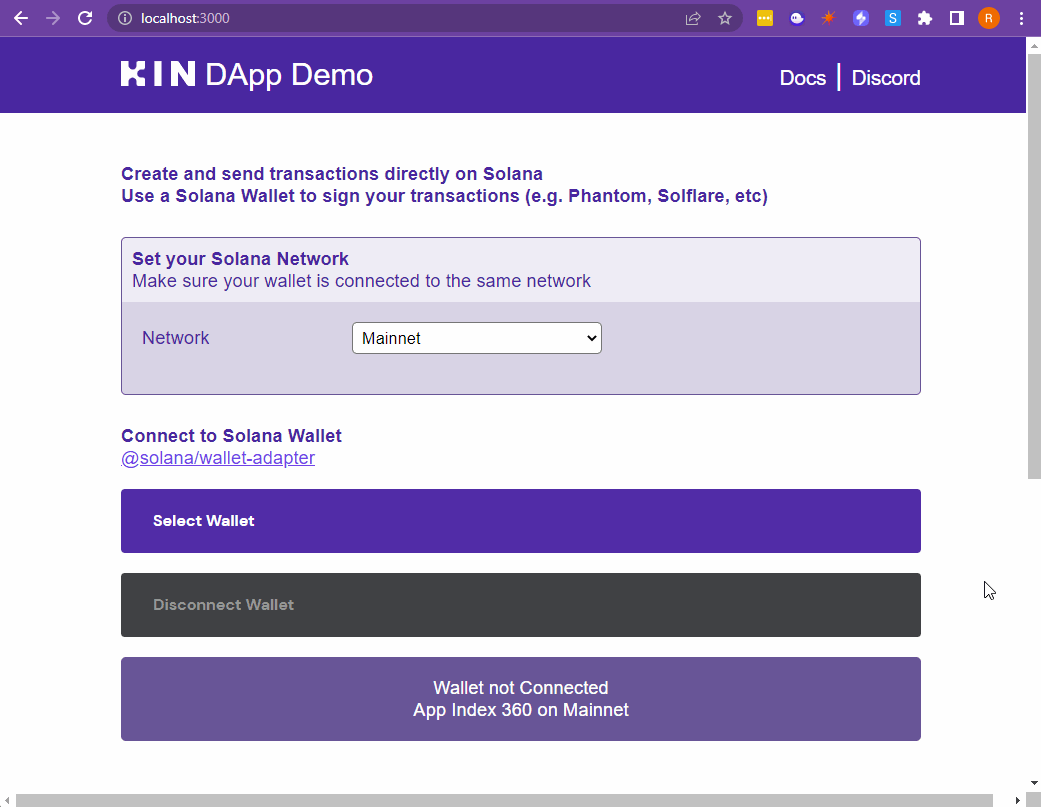 localhost:3000
S
R
KIN DApp Demo
Docs
Discord
Create and send transactions directly on Solana
Use a Solana Wallet to sign your transactions (e.g. Phantom, Solflare, etc)
Set your Solana Network
Make sure your wallet is connected to the same network
Network
Mainnet
Connect to Solana Wallet
@solana/wallet-adapter
Select Wallet
Disconnect Wallet
Wallet not Connected
App Index 360 on Mainnet